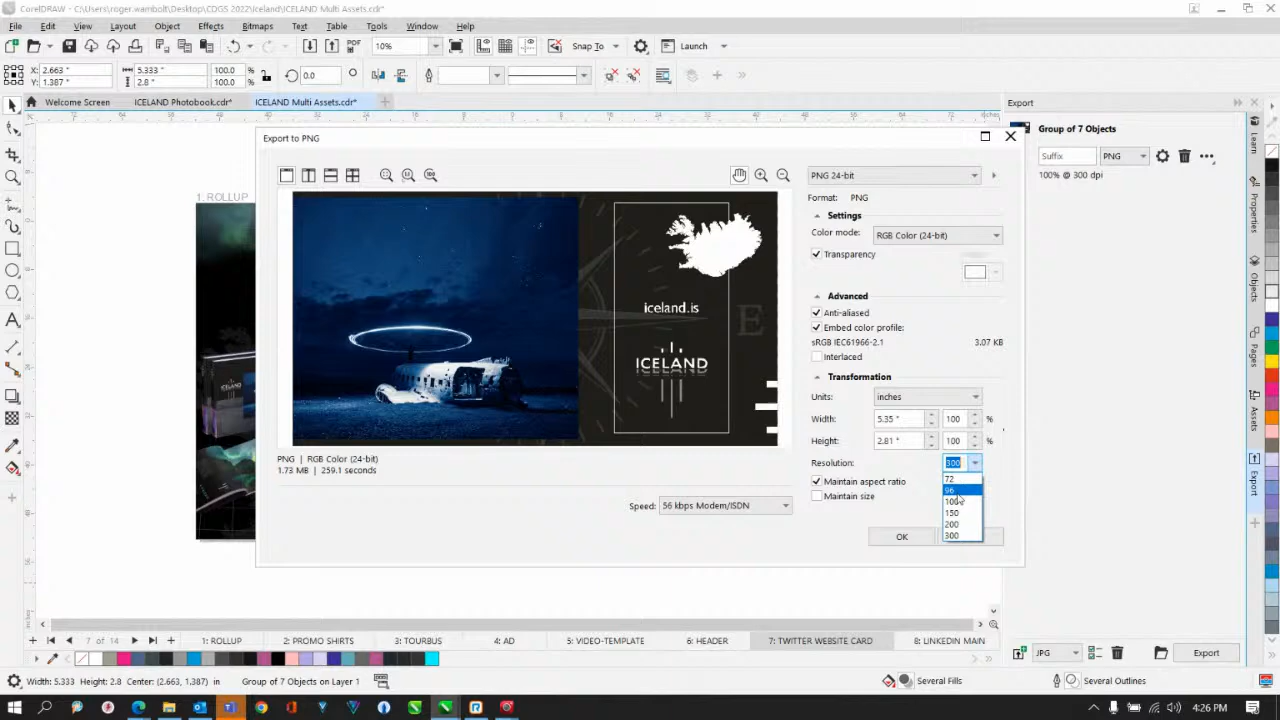 CorelDRAW - C:\Users\roger.wambolt\Desktop\CDGS 2022\Iceland\ICELAND Multi Assets.cdr*
File Edit View Layout Object Effects Bitmaps Text Table Tools Window Help
PDF 10% Snap To Launch
X: 2.663 " 5.333 " 100.0 % 0.0
Y: 1.387 " 2.8 " 100.0 %
Welcome Screen ICELAND Photobook.cdr* ICELAND Multi Assets.cdr*
Export
Export to PNG
Group of 7 Objects
Suffix PNG
100% @ 300 dpi
PNG 24-bit
Format: PNG
Settings
Color mode: RGB Color (24-bit)
Transparency
Advanced
Anti-aliased
Embed color profile:
sRGB IEC61966-2.1 3.07 KB
Interlaced
Transformation
Units: inches
Width: 5.35 " 100 %
Height: 2.81 " 100 %
Resolution: 300
72
96
100
150
200
300
Maintain aspect ratio
Maintain size
OK
1. ROLLUP
ICELAND
iceland.is
E
ICELAND
PNG | RGB Color (24-bit)
1.73 MB | 259.1 seconds
Speed: 56 kbps Modem/ISDN
Learn
Properties
Objects
Pages
Assets
Export
7 of 14 1: ROLLUP 2: PROMO SHIRTS 3: TOURBUS 4: AD 5: VIDEO-TEMPLATE 6: HEADER 7: TWITTER WEBSITE CARD 8: LINKEDIN MAIN
JPG Export
Width: 5.333 Height: 2.8 Center: (2.663, 1.387) in Group of 7 Objects on Layer 1 Several Fills Several Outlines
4:26 PM